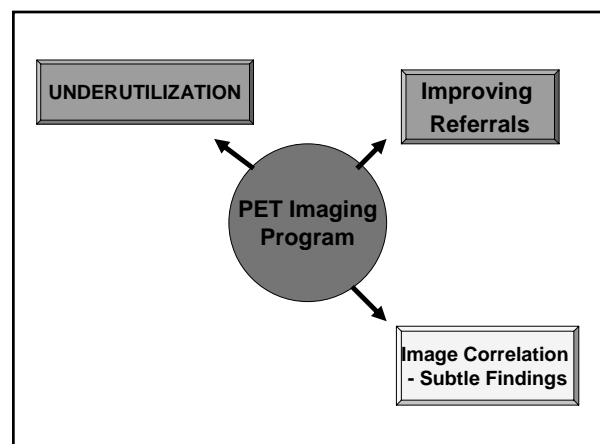 UNDERUTILIZATION
Improving
Referrals
PET Imaging
Program
Image Correlation
- Subtle Findings